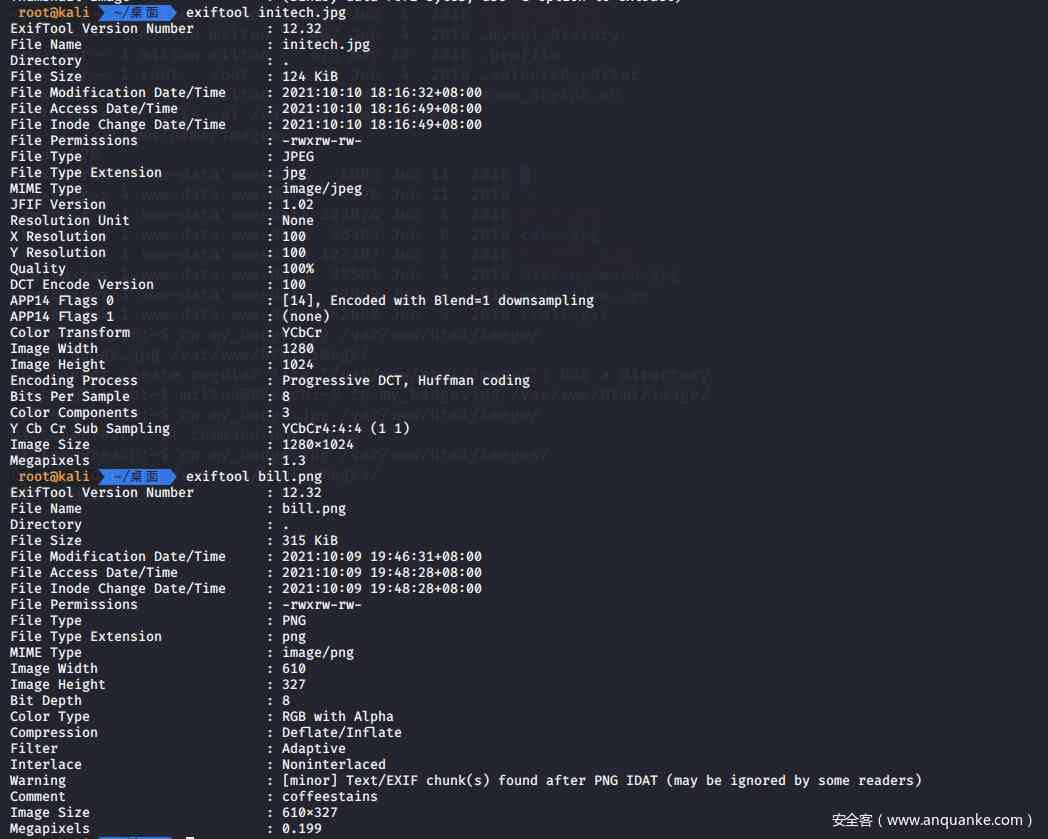 root@kali ~/桌面 exiftool initech.jpg
ExifTool Version Number : 12.32
File Name : initech.jpg
Directory : .
File Size : 124 KiB
File Modification Date/Time : 2021:10:10 18:16:32+08:00
File Access Date/Time : 2021:10:10 18:16:49+08:00
File Inode Change Date/Time : 2021:10:10 18:16:49+08:00
File Permissions : -rwxrw-rw-
File Type : JPEG
File Type Extension : jpg
MIME Type : image/jpeg
JFIF Version : 1.02
Resolution Unit : None
X Resolution : 100
Y Resolution : 100
Quality : 100%
DCT Encode Version : 100
APP14 Flags 0 : [14], Encoded with Blend=1 downsampling
APP14 Flags 1 : (none)
Color Transform : YCbCr
Image Width : 1280
Image Height : 1024
Encoding Process : Progressive DCT, Huffman coding
Bits Per Sample : 8
Color Components : 3
Y Cb Cr Sub Sampling : YCbCr4:4:4 (1 1)
Image Size : 1280×1024
Megapixels : 1.3
root@kali ~/桌面 exiftool bill.png
ExifTool Version Number : 12.32
File Name : bill.png
Directory : .
File Size : 315 KiB
File Modification Date/Time : 2021:10:09 19:46:31+08:00
File Access Date/Time : 2021:10:09 19:48:28+08:00
File Inode Change Date/Time : 2021:10:09 19:48:28+08:00
File Permissions : -rwxrw-rw-
File Type : PNG
File Type Extension : png
MIME Type : image/png
Image Width : 610
Image Height : 327
Bit Depth : 8
Color Type : RGB with Alpha
Compression : Deflate/Inflate
Filter : Adaptive
Interlace : Noninterlaced
Warning : [minor] Text/EXIF chunk(s) found after PNG IDAT (may be ignored by some readers)
Comment : coffeestains
Image Size : 610×327
Megapixels : 0.199
安全客（www.anquanke.com）